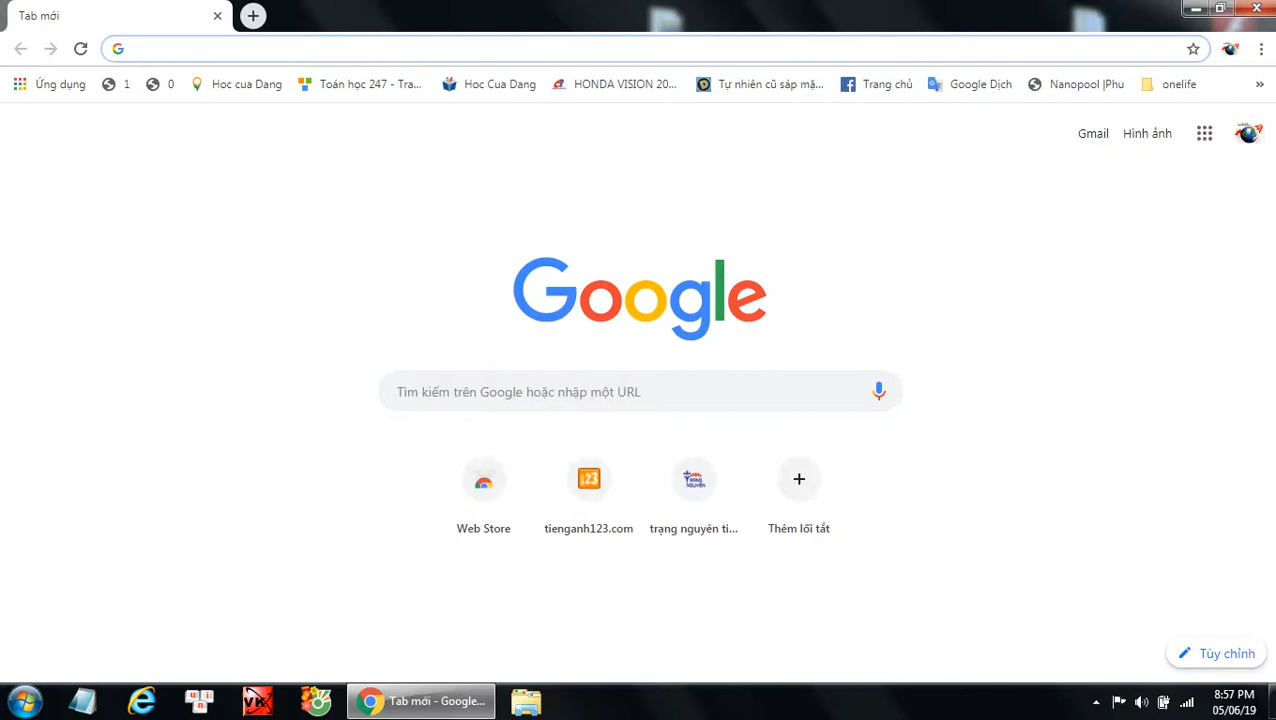 Tab mới
Ứng dụng
1
0
Hoc cua Dang
Toán học 247 - Tra...
Hoc Cua Dang
HONDA VISION 20...
Tự nhiên cũ sáp mặ...
Trang chủ
Google Dịch
Nanopool |Phu
onelife
»
Gmail
Hình ảnh
Google
Tìm kiếm trên Google hoặc nhập một URL
123
Web Store
tienganh123.com
trạng nguyên ti...
Thêm lối tắt
Tùy chỉnh
Tab mới - Google...
8:57 PM
05/06/19